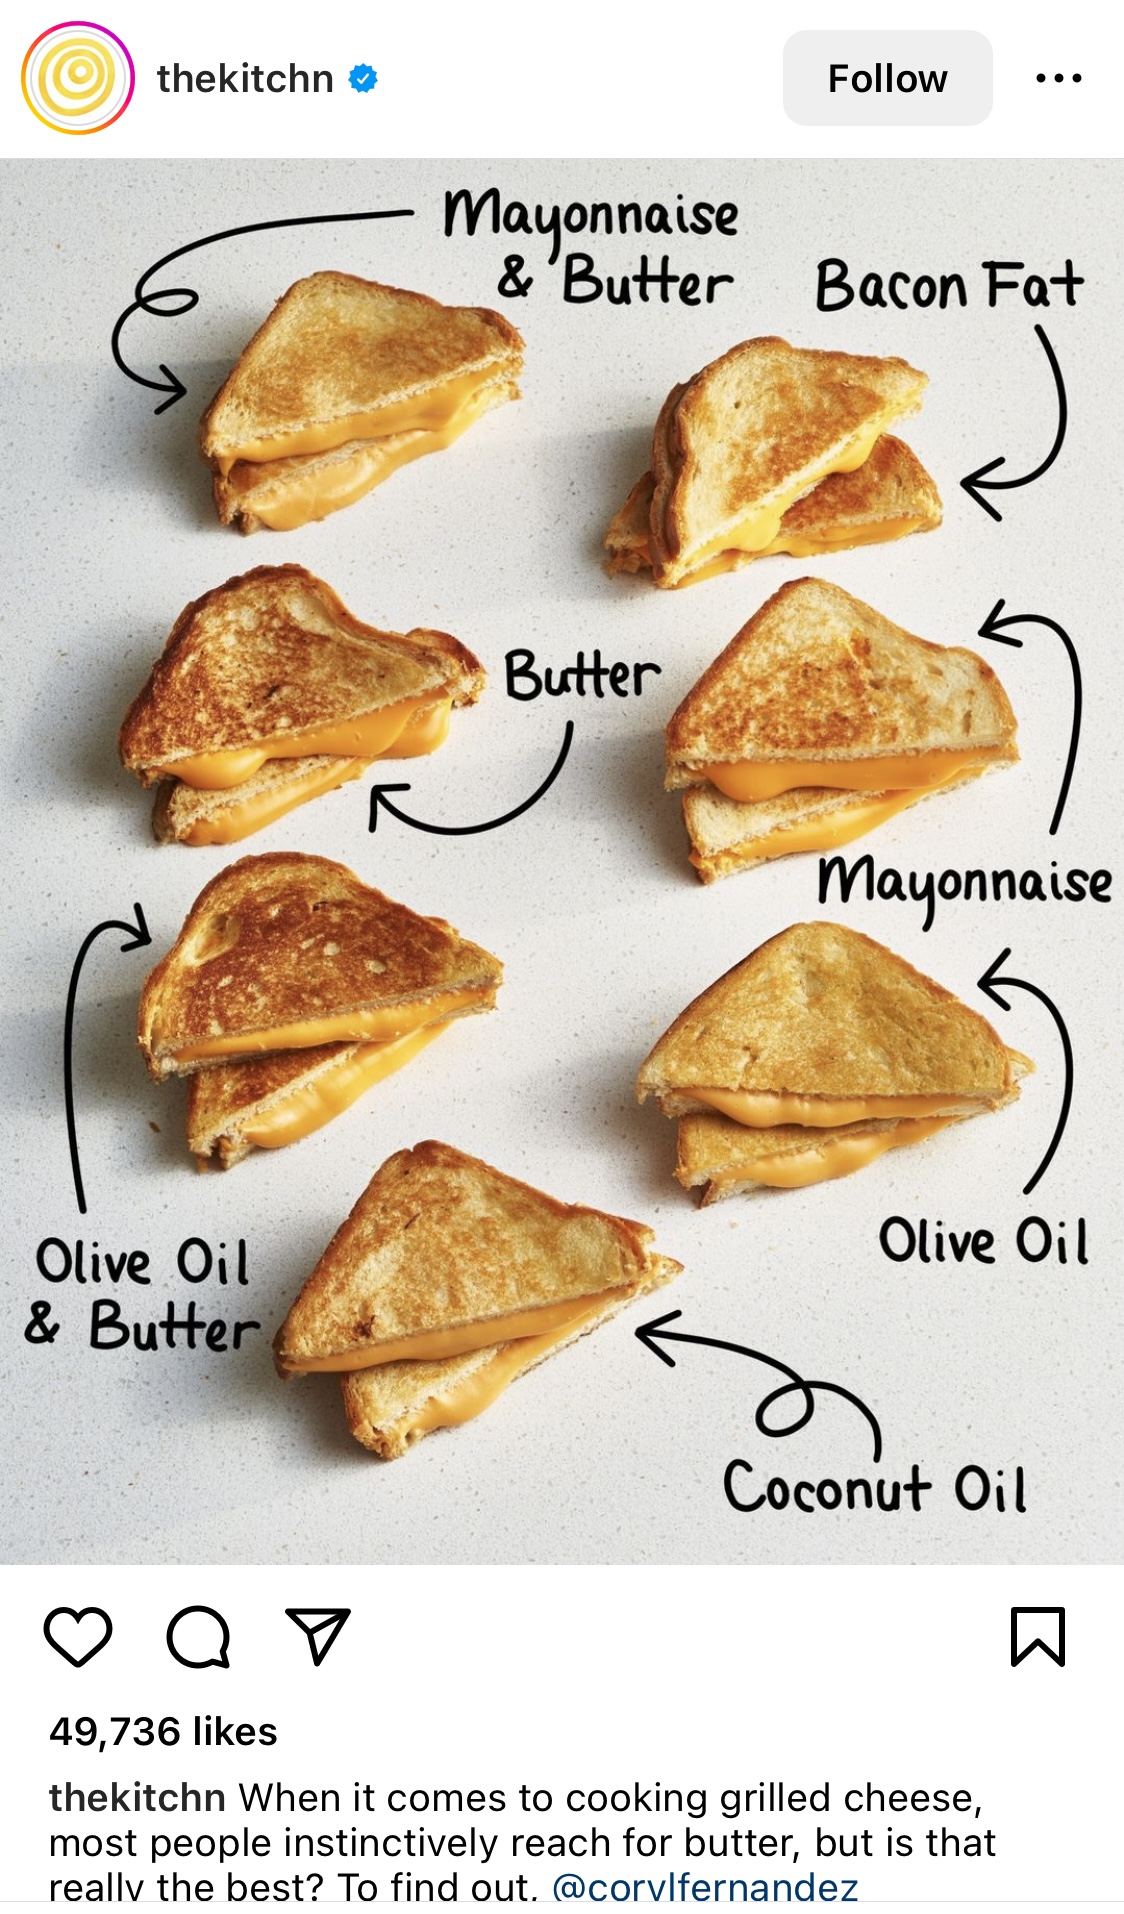 thekitchn
Follow
Mayonnaise
& Butter
Bacon Fat
Butter
Mayonnaise
Olive Oil
& Butter
Olive Oil
Coconut Oil
49,736 likes
thekitchn When it comes to cooking grilled cheese,
most people instinctively reach for butter, but is that
really the best? To find out, @corylfernandez